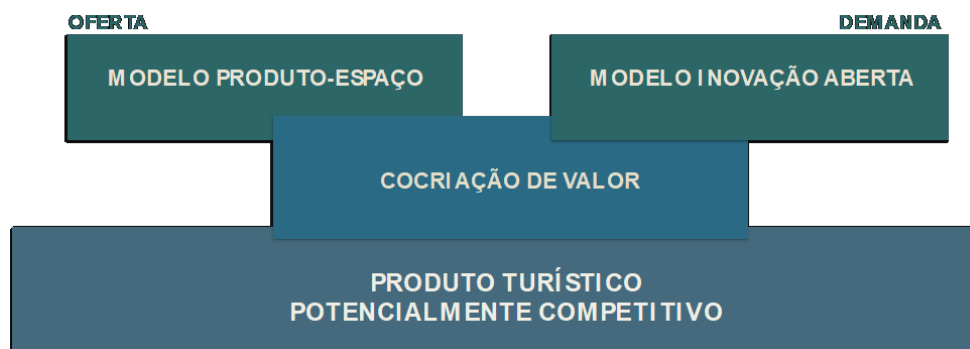 OFERTA
DEMANDA
MODELO PRODUTO-ESPAÇO
MODELO INOVAÇÃO ABERTA
COCRIAÇÃO DE VALOR
PRODUTO TURÍSTICO
POTENCIALMENTE COMPETITIVO